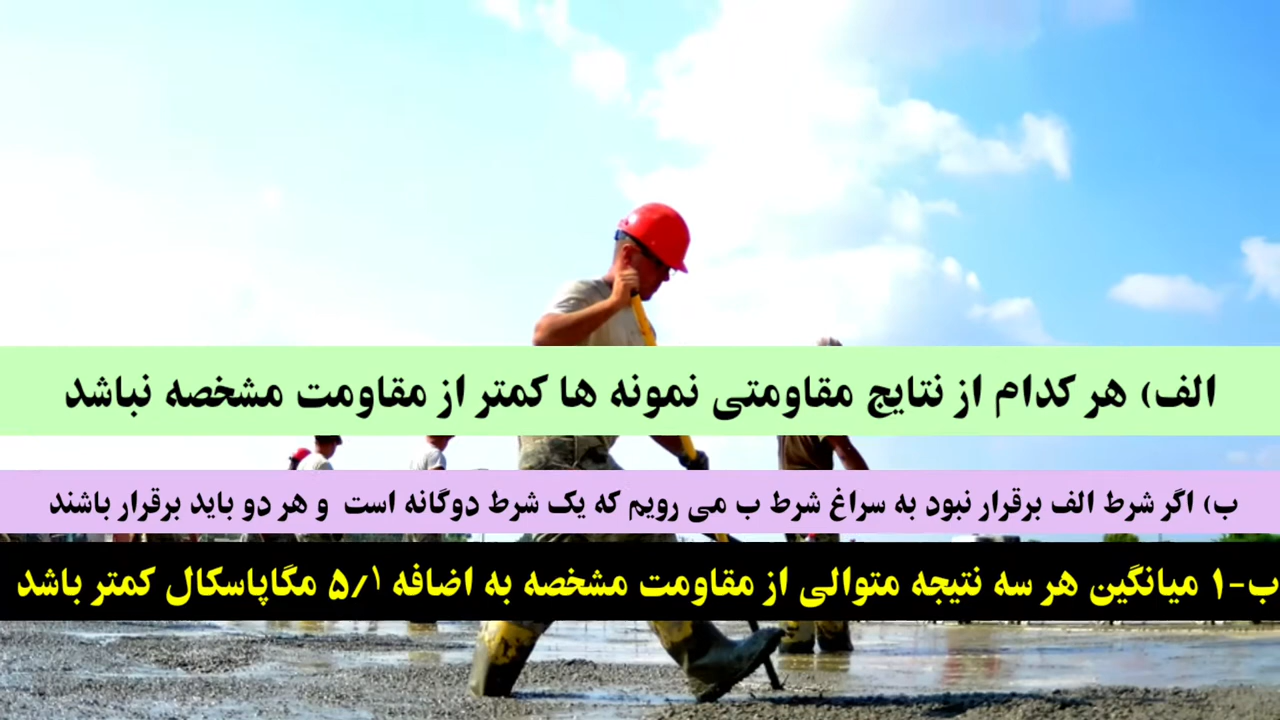 الف) هر کدام از نتایج مقاومتی نمونه ها کمتر از مقاومت مشخصه نباشد
ب) اگر شرط الف برقرار نبود به سراغ شرط ب می رویم که یک شرط دوگانه است و هر دو باید برقرار باشند
ب-۱ میانگین هر سه نتیجه متوالی از مقاومت مشخصه به اضافه ۵/۱ مگاپاسکال کمتر باشد